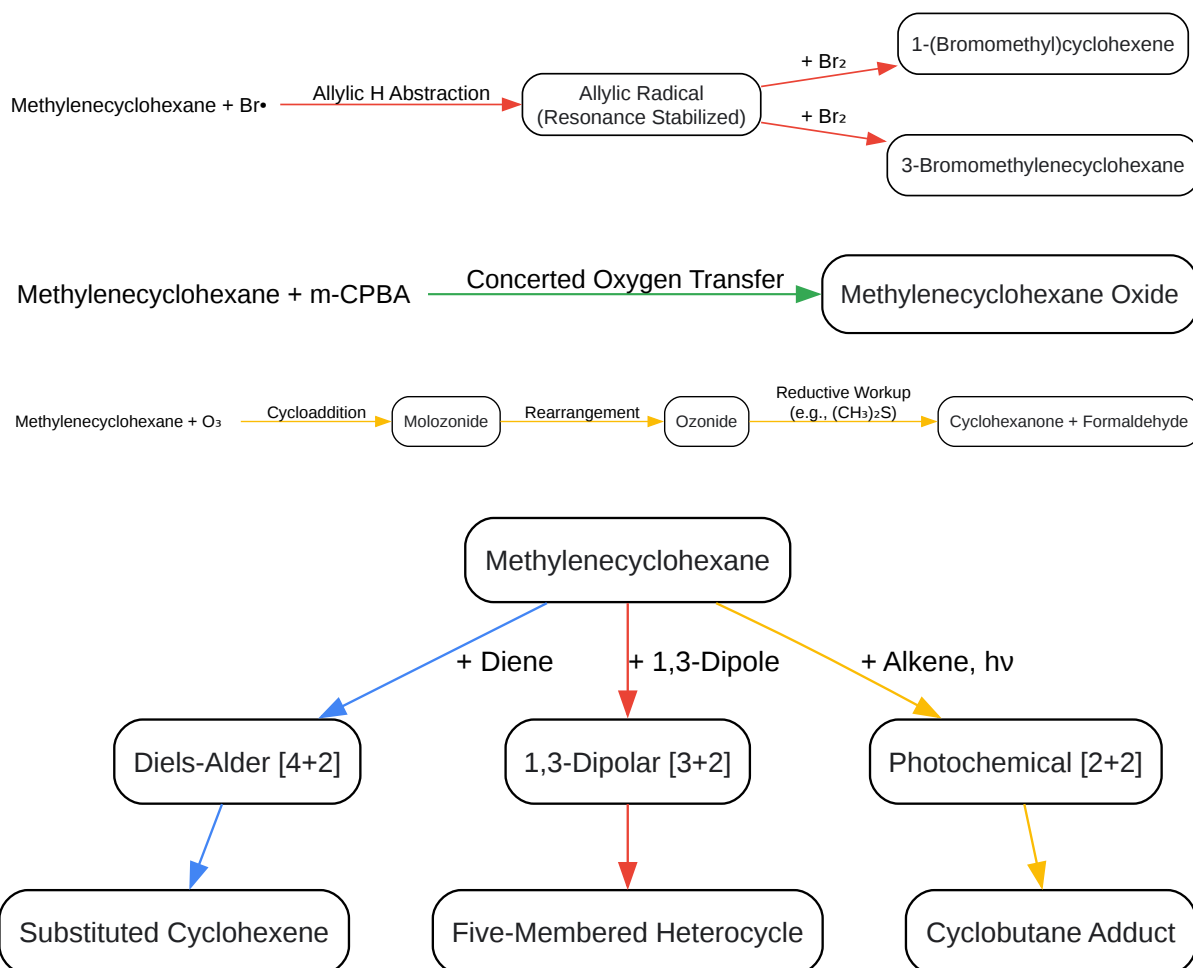 1-(Bromomethyl)cyclohexene
+ Br₂
Methylenecyclohexane + Br•
Allylic H Abstraction
Allylic Radical
(Resonance Stabilized)
+ Br₂
3-Bromomethylenecyclohexane
Methylenecyclohexane + m-CPBA
Concerted Oxygen Transfer
Methylenecyclohexane Oxide
Methylenecyclohexane + O₃
Cycloaddition
Molozonide
Rearrangement
Ozonide
Reductive Workup
(e.g., (CH₃)₂S)
Cyclohexanone + Formaldehyde
Methylenecyclohexane
+ Diene
+ 1,3-Dipole
+ Alkene, hν
Diels-Alder [4+2]
1,3-Dipolar [3+2]
Photochemical [2+2]
Substituted Cyclohexene
Five-Membered Heterocycle
Cyclobutane Adduct